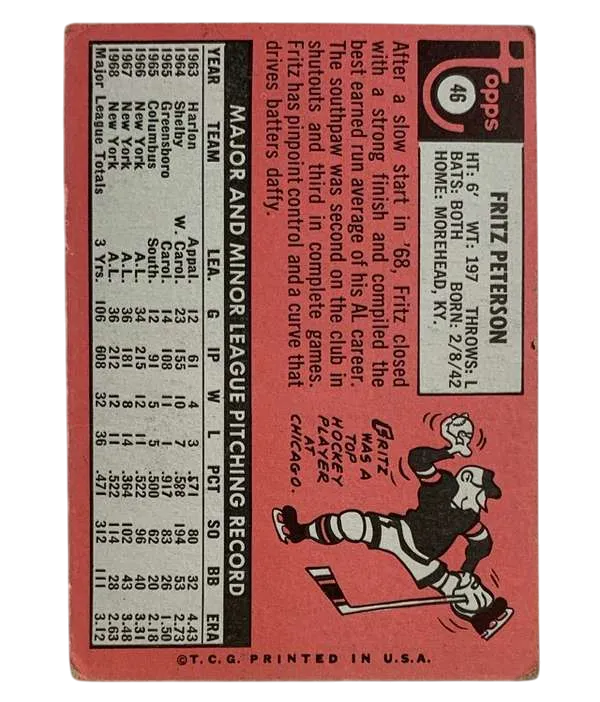 Topps
46
FRITZ PETERSON
HT: 6' WT: 197 THROWS: L
BATS: BOTH BORN: 2/8/42
HOME: MOREHEAD, KY.
After a slow start in '68, Fritz closed
with a strong finish and compiled the
best earned run average of his AL career.
The southpaw was second on the club in
shutouts and third in complete games.
Fritz has pinpoint control and a curve that
drives batters daffy.
FRITZ
WAS A
TOP
HOCKEY
PLAYER
AT
CHICAGO.
MAJOR AND MINOR LEAGUE PITCHING RECORD
YEAR TEAM LEA. G IP W L PCT SO BB ERA
1963 Harlan Appal. 12 61 4 3 .571 80 32 4.43
1964 Shelby W. Carol. 23 155 10 7 .588 194 53 2.73
1965 Greensboro Carol. 14 108 11 1 .917 83 26 1.50
1965 Columbus South. 12 91 5 5 .500 62 20 2.18
1966 New York A.L. 34 215 12 11 .522 96 40 3.31
1967 New York A.L. 36 181 8 14 .364 102 43 3.48
1968 New York A.L. 36 212 12 11 .522 114 28 2.63
Major League Totals 3 Yrs. 106 608 32 36 .471 312 111 3.12
©T.C.G. PRINTED IN U.S.A.